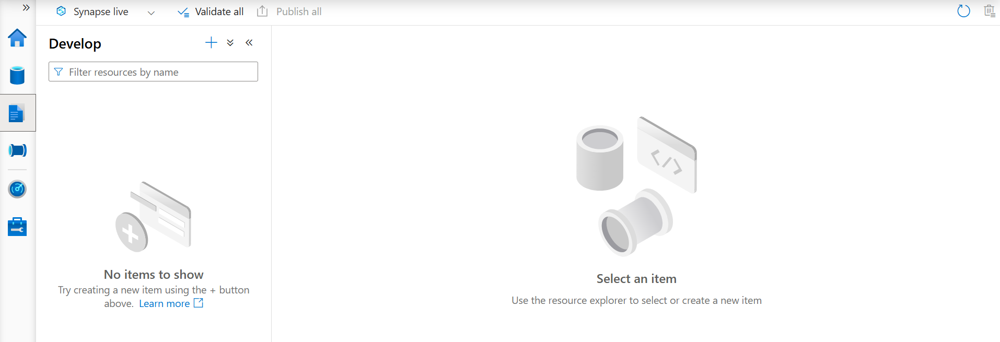 Synapse live
Validate all
Publish all
Develop
Filter resources by name
No items to show
Try creating a new item using the + button
above. Learn more
Select an item
Use the resource explorer to select or create a new item